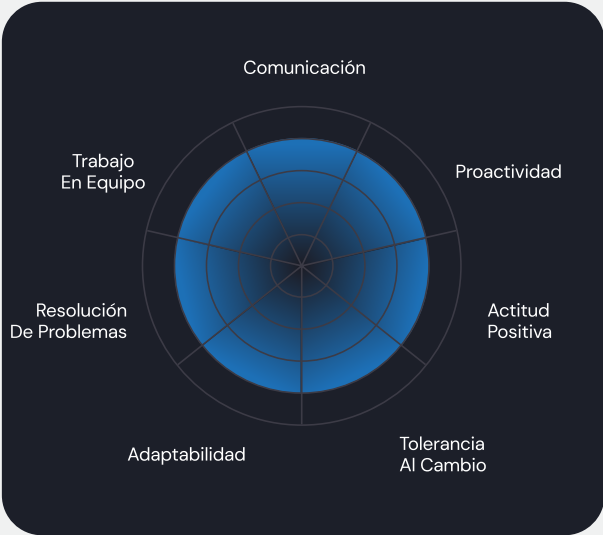 Comunicación
Trabajo
En Equipo
Proactividad
Resolución
De Problemas
Actitud
Positiva
Adaptabilidad
Tolerancia
Al Cambio